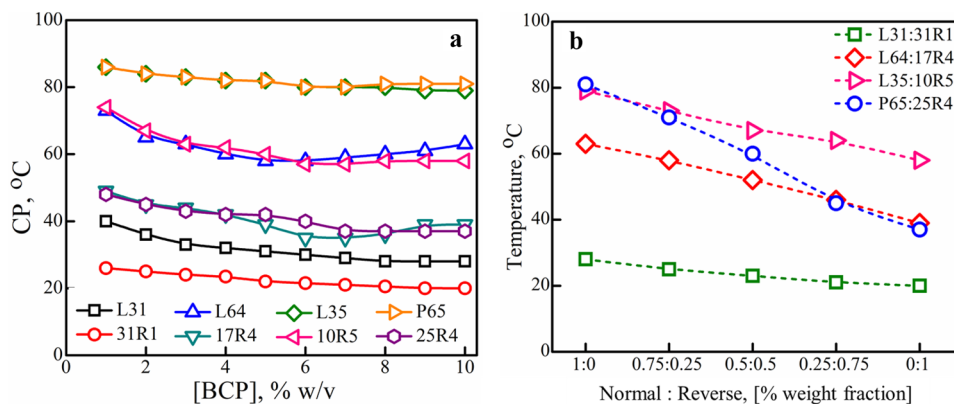 a
100
80
60
40
20
0
CP, °C
L31
L64
L35
P65
31R1
17R4
10R5
25R4
0
2
4
6
8
10
[BCP], % w/v
b
100
80
60
40
20
0
Temperature, °C
L31:31R1
L64:17R4
L35:10R5
P65:25R4
1:0
0.75:0.25
0.5:0.5
0.25:0.75
0:1
Normal : Reverse, [% weight fraction]